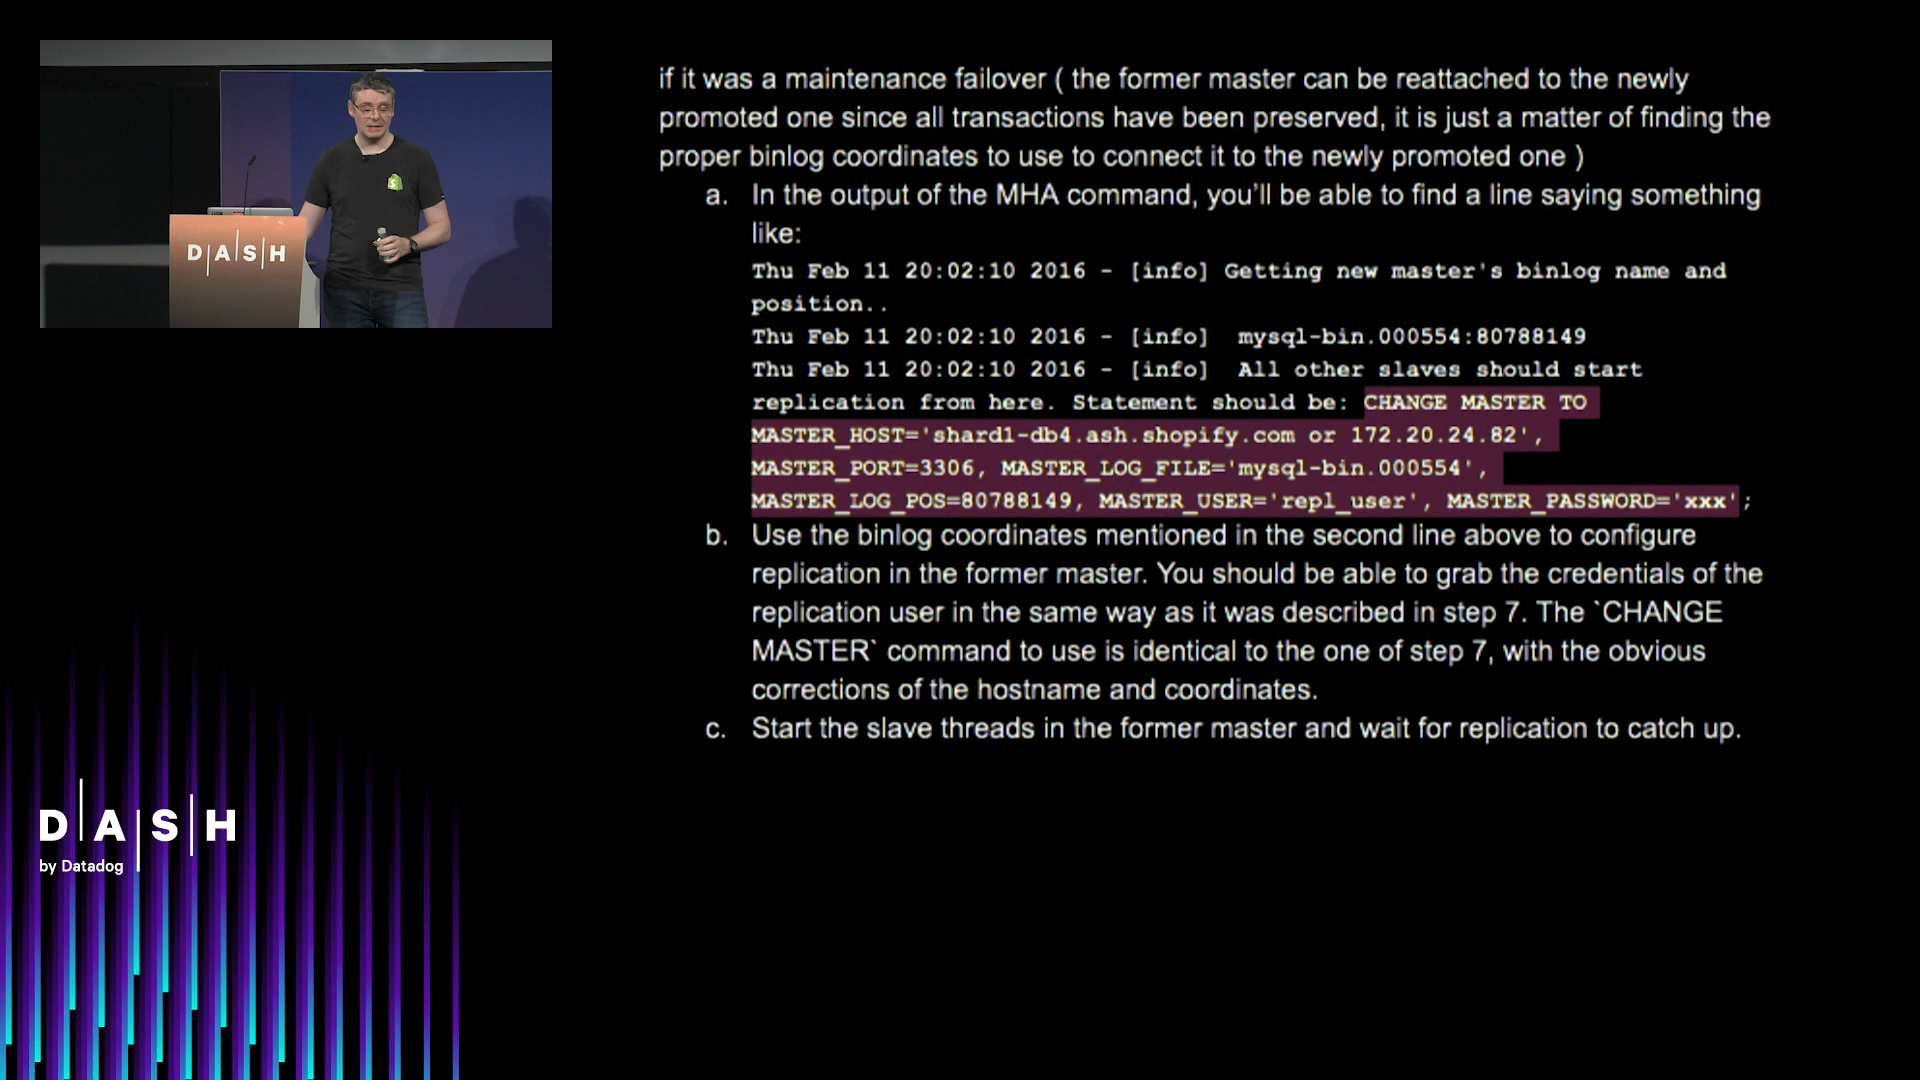 if it was a maintenance failover ( the former master can be reattached to the newly
promoted one since all transactions have been preserved, it is just a matter of finding the
proper binlog coordinates to use to connect it to the newly promoted one )
a. In the output of the MHA command, you'll be able to find a line saying something
like:
Thu Feb 11 20:02:10 2016 - [info] Getting new master's binlog name and
position..
Thu Feb 11 20:02:10 2016 - [info]  mysql-bin.000554:80788149
Thu Feb 11 20:02:10 2016 - [info]  All other slaves should start
replication from here. Statement should be: CHANGE MASTER TO
MASTER_HOST='shard1-db4.ash.shopify.com or 172.20.24.82',
MASTER_PORT=3306, MASTER_LOG_FILE='mysql-bin.000554',
MASTER_LOG_POS=80788149, MASTER_USER='repl_user', MASTER_PASSWORD='xxx';
b. Use the binlog coordinates mentioned in the second line above to configure
replication in the former master. You should be able to grab the credentials of the
replication user in the same way as it was described in step 7. The `CHANGE
MASTER` command to use is identical to the one of step 7, with the obvious
corrections of the hostname and coordinates.
c. Start the slave threads in the former master and wait for replication to catch up.
DASH
DASH
by Datadog